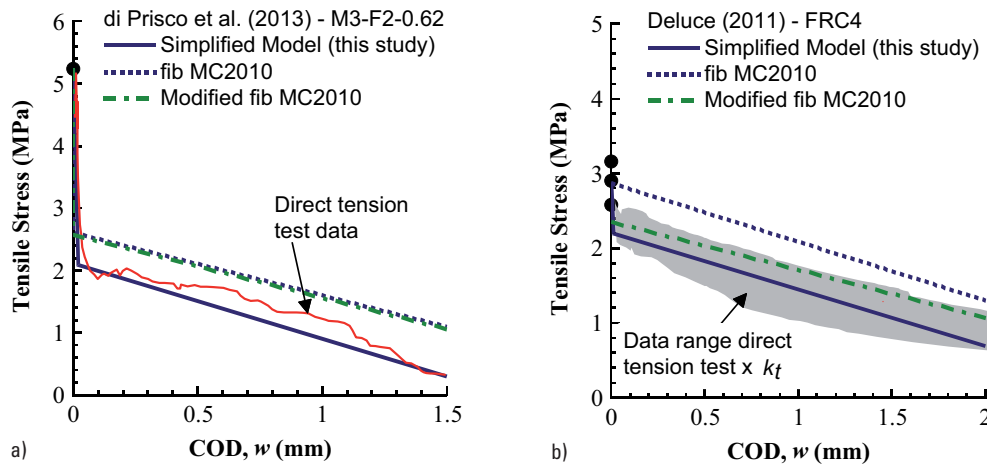 di Prisco et al. (2013) - M3-F2-0.62
Simplified Model (this study)
fib MC2010
Modified fib MC2010
Direct tension
test data
Tensile Stress (MPa)
6
5
4
3
2
1
0
0
0.5
1
1.5
COD, w (mm)
a)
Deluce (2011) - FRC4
Simplified Model (this study)
fib MC2010
Modified fib MC2010
Data range direct
tension test x kt
Tensile Stress (MPa)
5
4
3
2
1
0
0
0.5
1
1.5
2
COD, w (mm)
b)